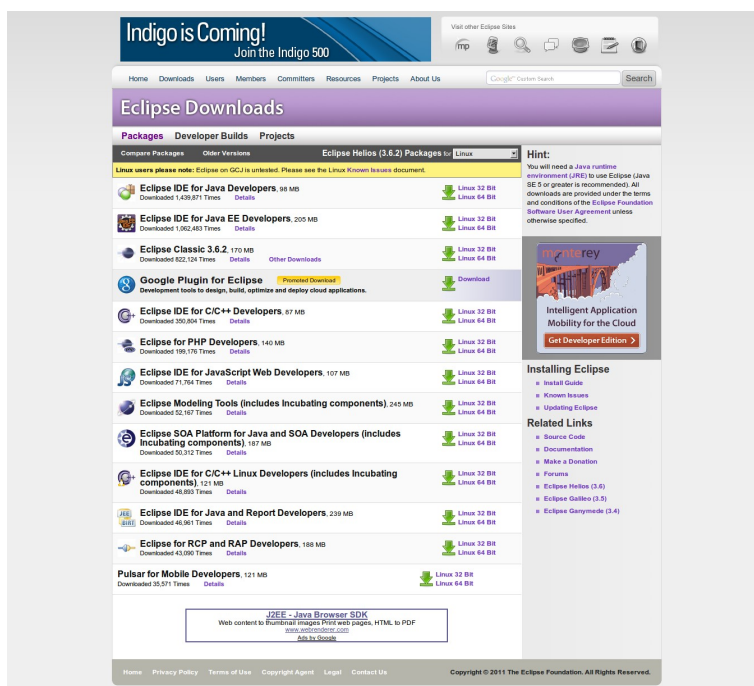 Indigo is Coming!
Join the Indigo 500
Visit other Eclipse Sites
mp
Home Downloads Users Members Committers Resources Projects About Us
Google™ Custom Search Search
Eclipse Downloads
Packages Developer Builds Projects
Compare Packages Older Versions Eclipse Helios (3.6.2) Packages for Linux
Linux users please note: Eclipse on GCJ is untested. Please see the Linux Known Issues document.
Eclipse IDE for Java Developers, 98 MB
Downloaded 1,439,871 Times Details
Linux 32 Bit
Linux 64 Bit
Eclipse IDE for Java EE Developers, 205 MB
Downloaded 1,062,483 Times Details
Linux 32 Bit
Linux 64 Bit
Eclipse Classic 3.6.2, 170 MB
Downloaded 822,124 Times Details Other Downloads
Linux 32 Bit
Linux 64 Bit
Google Plugin for Eclipse Promoted Download
Development tools to design, build, optimize and deploy cloud applications.
Download
Eclipse IDE for C/C++ Developers, 87 MB
Downloaded 350,804 Times Details
Linux 32 Bit
Linux 64 Bit
Eclipse for PHP Developers, 140 MB
Downloaded 199,176 Times Details
Linux 32 Bit
Linux 64 Bit
Eclipse IDE for JavaScript Web Developers, 107 MB
Downloaded 71,764 Times Details
Linux 32 Bit
Linux 64 Bit
Eclipse Modeling Tools (includes Incubating components), 245 MB
Downloaded 52,167 Times Details
Linux 32 Bit
Linux 64 Bit
Eclipse SOA Platform for Java and SOA Developers (includes
Incubating components), 187 MB
Downloaded 50,312 Times Details
Linux 32 Bit
Linux 64 Bit
Eclipse IDE for C/C++ Linux Developers (includes Incubating
components), 121 MB
Downloaded 48,893 Times Details
Linux 32 Bit
Linux 64 Bit
Eclipse IDE for Java and Report Developers, 239 MB
Downloaded 46,961 Times Details
Linux 32 Bit
Linux 64 Bit
Eclipse for RCP and RAP Developers, 188 MB
Downloaded 43,090 Times Details
Linux 32 Bit
Linux 64 Bit
Pulsar for Mobile Developers, 121 MB
Downloaded 35,571 Times Details
Linux 32 Bit
Linux 64 Bit
J2EE - Java Browser SDK
Web content to thumbnail images Print web pages, HTML to PDF
www.webrenderer.com
Ads by Google
Hint:
You will need a Java runtime
environment (JRE) to use Eclipse (Java
SE 5 or greater is recommended). All
downloads are provided under the terms
and conditions of the Eclipse Foundation
Software User Agreement unless
otherwise specified.
monterey
Intelligent Application
Mobility for the Cloud
Get Developer Edition
Installing Eclipse
Install Guide
Known Issues
Updating Eclipse
Related Links
Source Code
Documentation
Make a Donation
Forums
Eclipse Helios (3.6)
Eclipse Galileo (3.5)
Eclipse Ganymede (3.4)
Home Privacy Policy Terms of Use Copyright Agent Legal Contact Us Copyright © 2011 The Eclipse Foundation. All Rights Reserved.